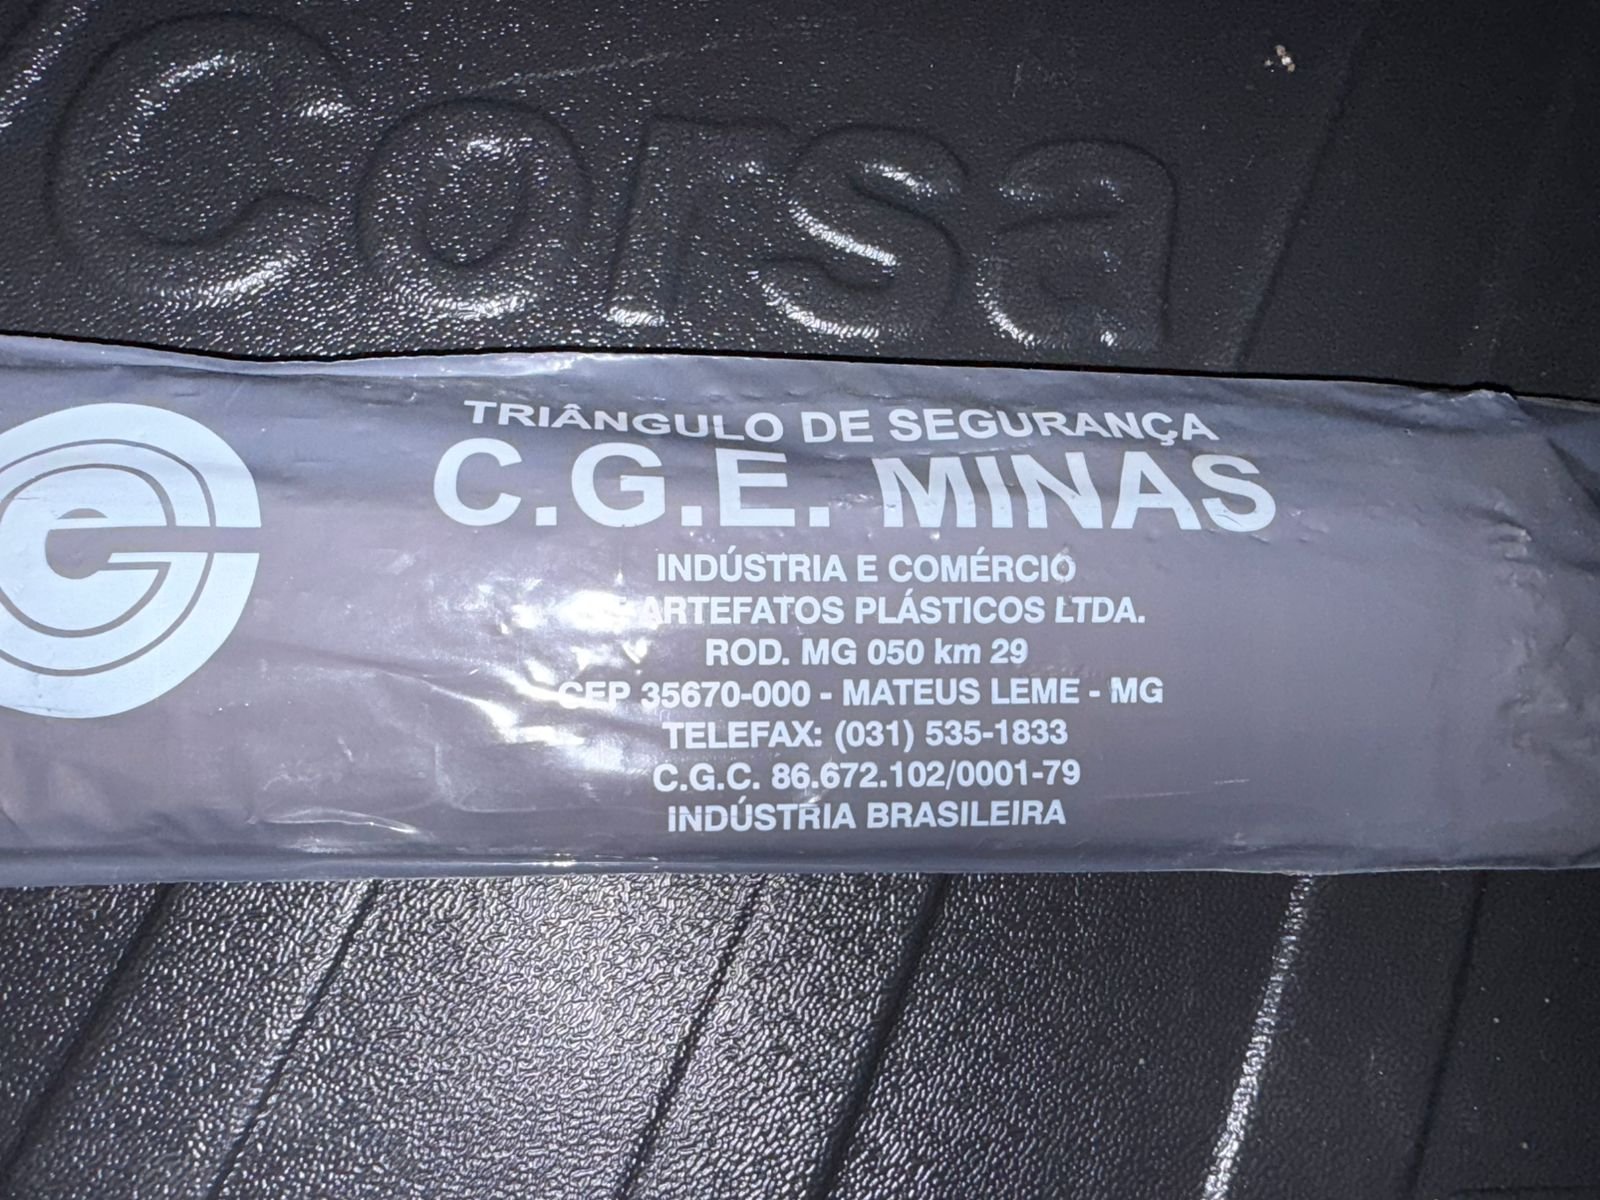 Corsa
TRIÂNGULO DE SEGURANÇA
C.G.E. MINAS
INDÚSTRIA E COMÉRCIO
ARTEFATOS PLÁSTICOS LTDA.
ROD. MG 050 km 29
CEP 35670-000 - MATEUS LEME - MG
TELEFAX: (031) 535-1833
C.G.C. 86.672.102/0001-79
INDÚSTRIA BRASILEIRA